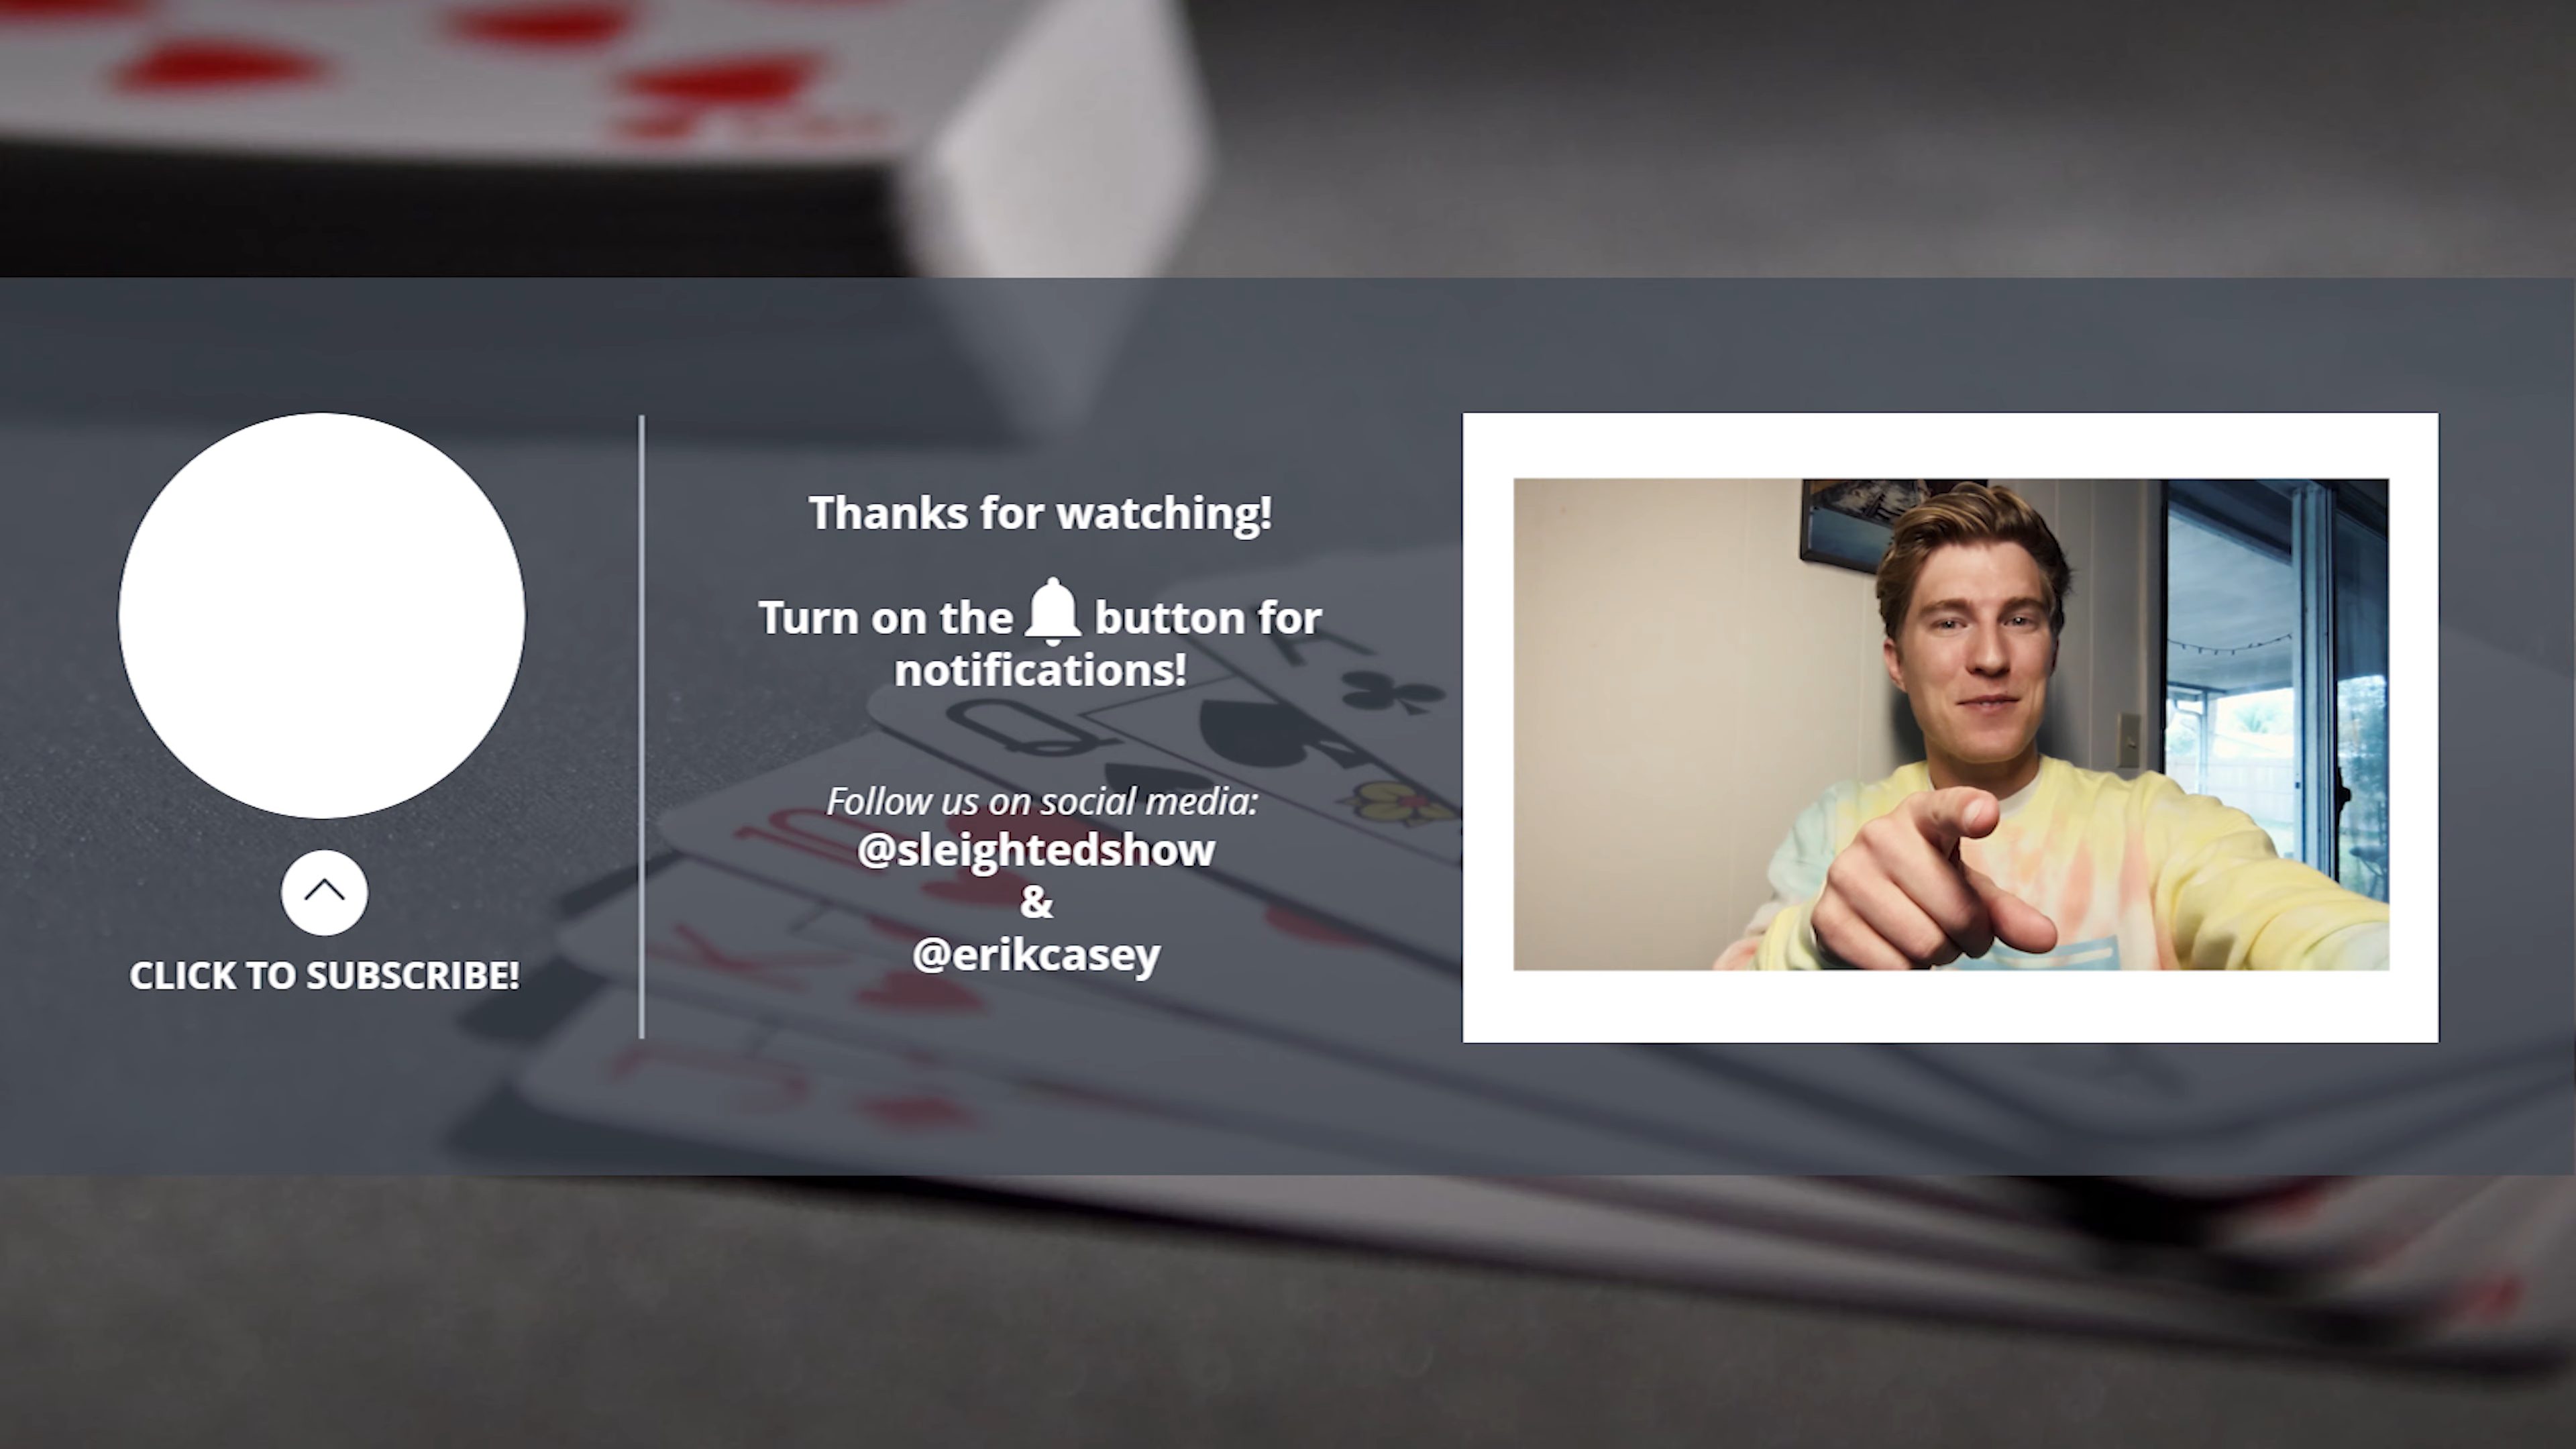 Thanks for watching!
Turn on the button for
notifications!
Follow us on social media:
@sleightedshow
&
@erikcasey
CLICK TO SUBSCRIBE!
K
Q
10
K
J